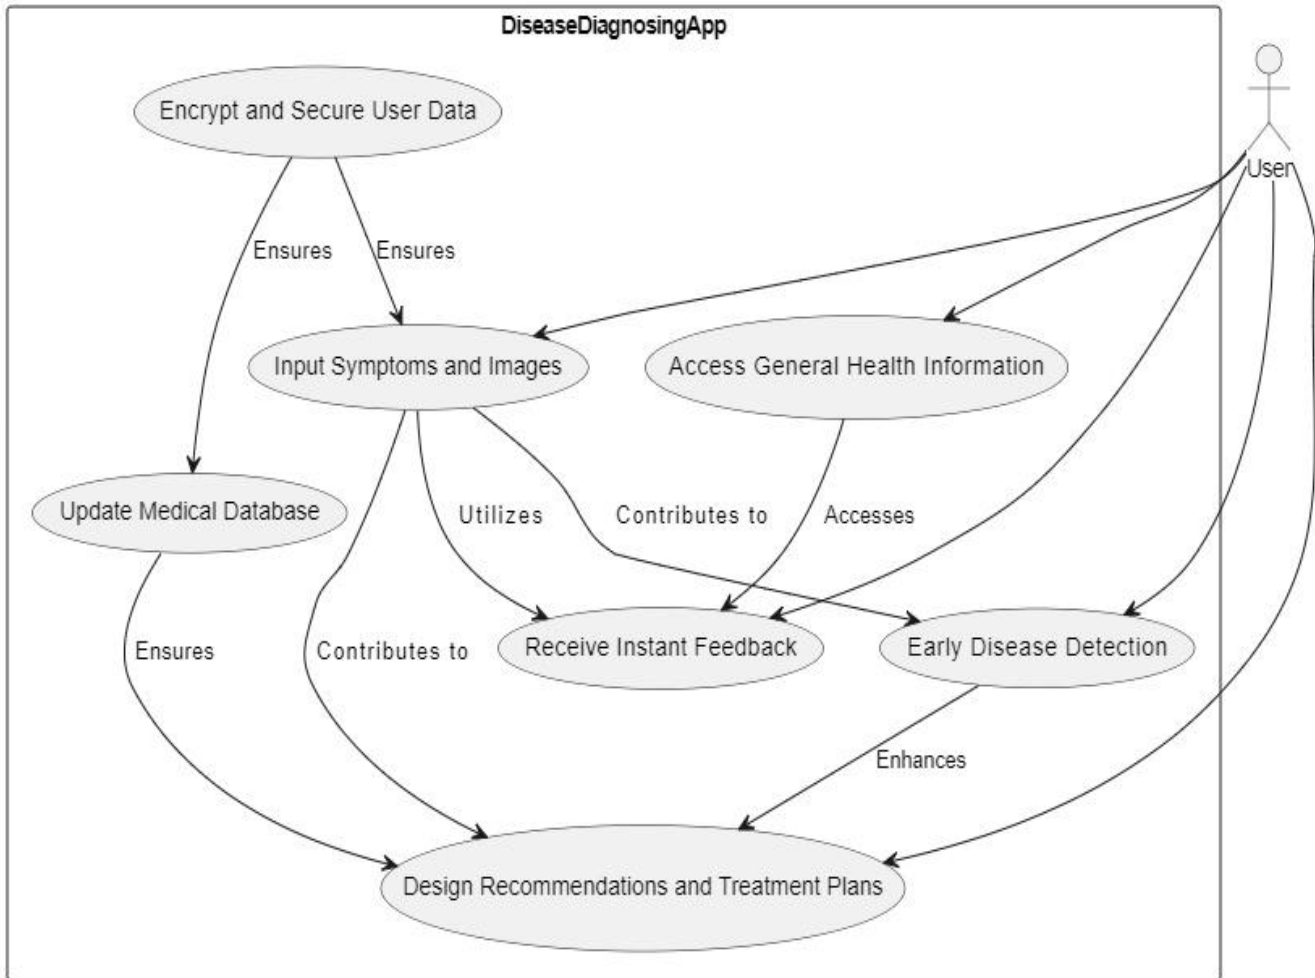 DiseaseDiagnosingApp
Encrypt and Secure User Data
User
Ensures
Ensures
Input Symptoms and Images
Access General Health Information
Update Medical Database
Utilizes
Contributes to
Accesses
Ensures
Contributes to
Receive Instant Feedback
Early Disease Detection
Enhances
Design Recommendations and Treatment Plans